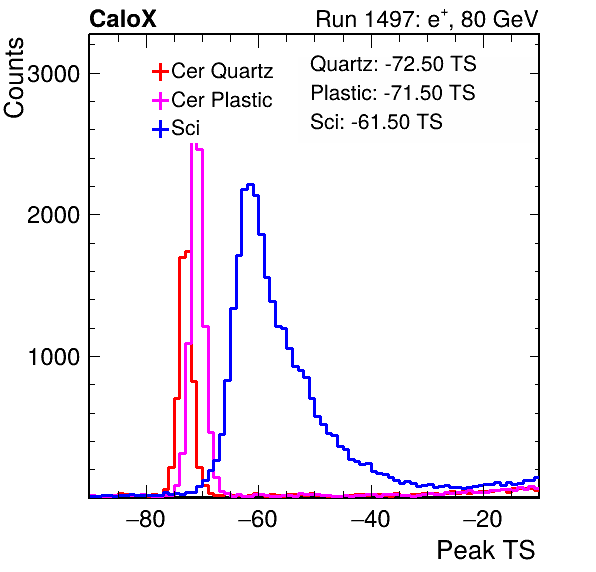 CaloX Run 1497: e⁺, 80 GeV
Counts
3000
2000
1000
Cer Quartz
Cer Plastic
Sci
Quartz: -72.50 TS
Plastic: -71.50 TS
Sci: -61.50 TS
−80 −60 −40 −20
Peak TS